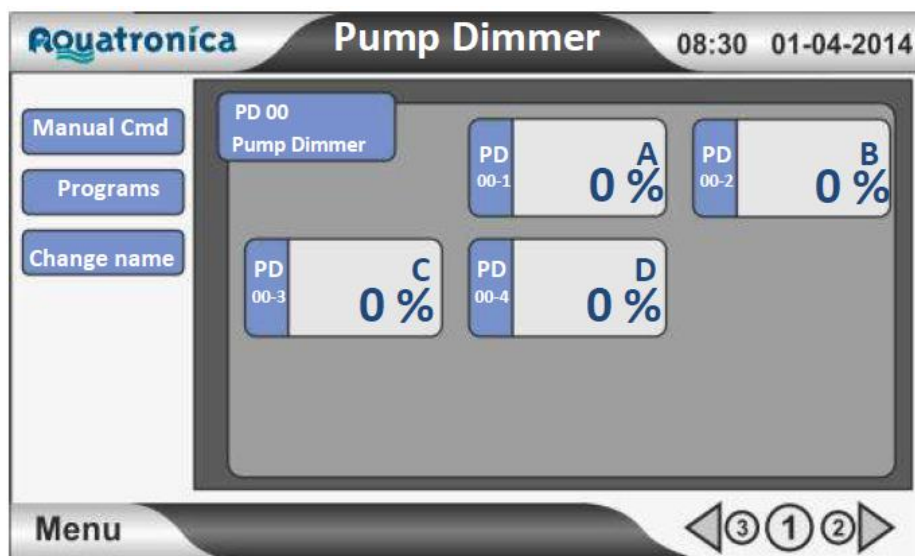 Aquatronica
Pump Dimmer
08:30 01-04-2014
Manual Cmd
Programs
Change name
PD 00
Pump Dimmer
PD
00-1
A
0 %
PD
00-2
B
0 %
PD
00-3
C
0 %
PD
00-4
D
0 %
Menu
3 1 2